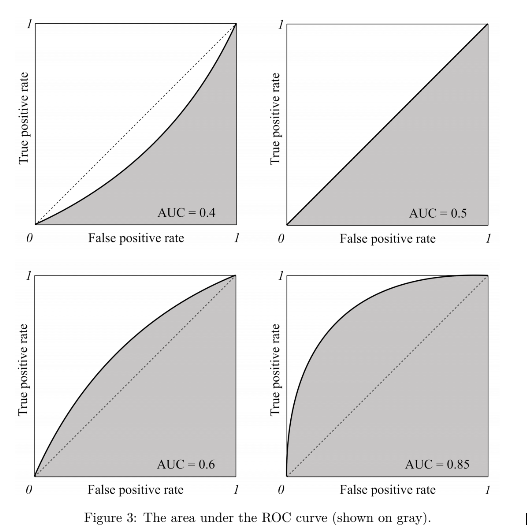 1
True positive rate
AUC = 0.4
0
False positive rate
1
1
True positive rate
AUC = 0.5
0
False positive rate
1
1
True positive rate
AUC = 0.6
0
False positive rate
1
1
True positive rate
AUC = 0.85
0
False positive rate
1
Figure 3: The area under the ROC curve (shown on gray).